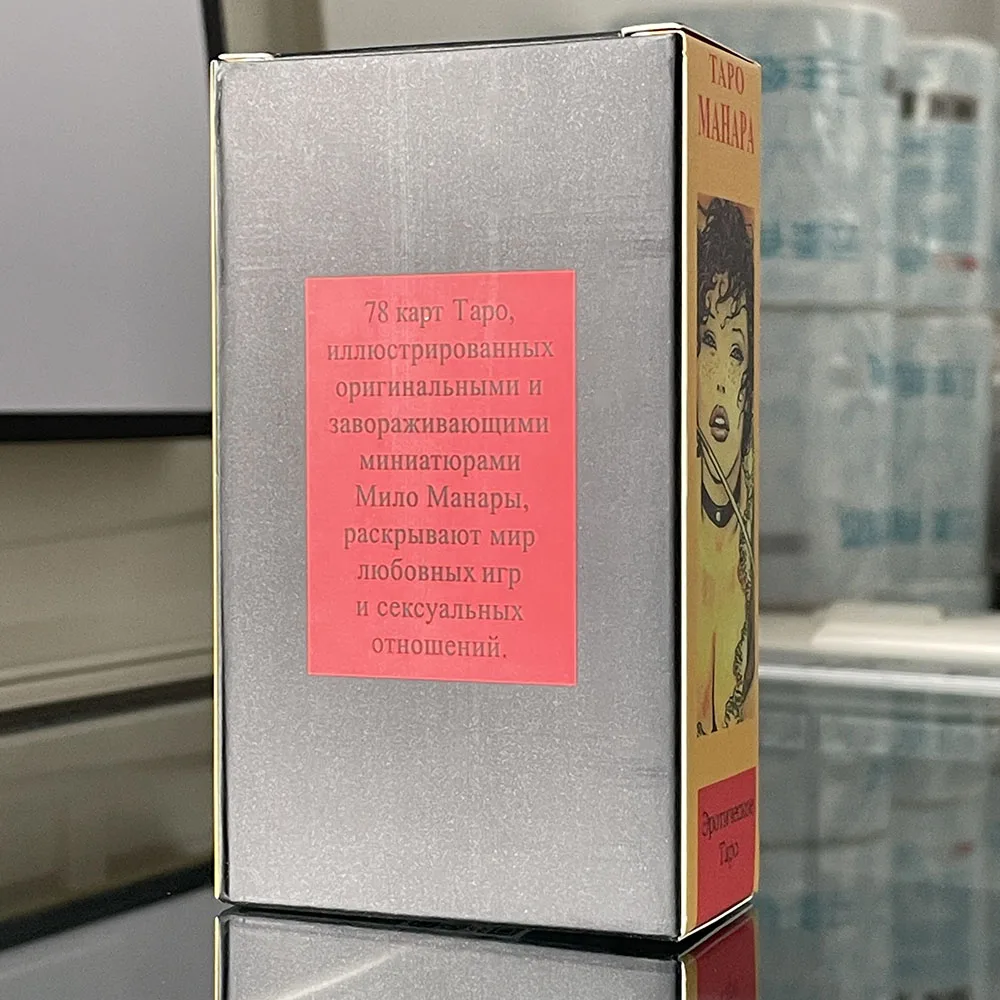 78 карт Таро,
иллюстрированных
оригинальными и
завораживающими
миниатюрами
Мило Манары,
раскрывают мир
любовных игр
и сексуальных
отношений.
ТАРО
МАНАРА
Эротическое
Таро